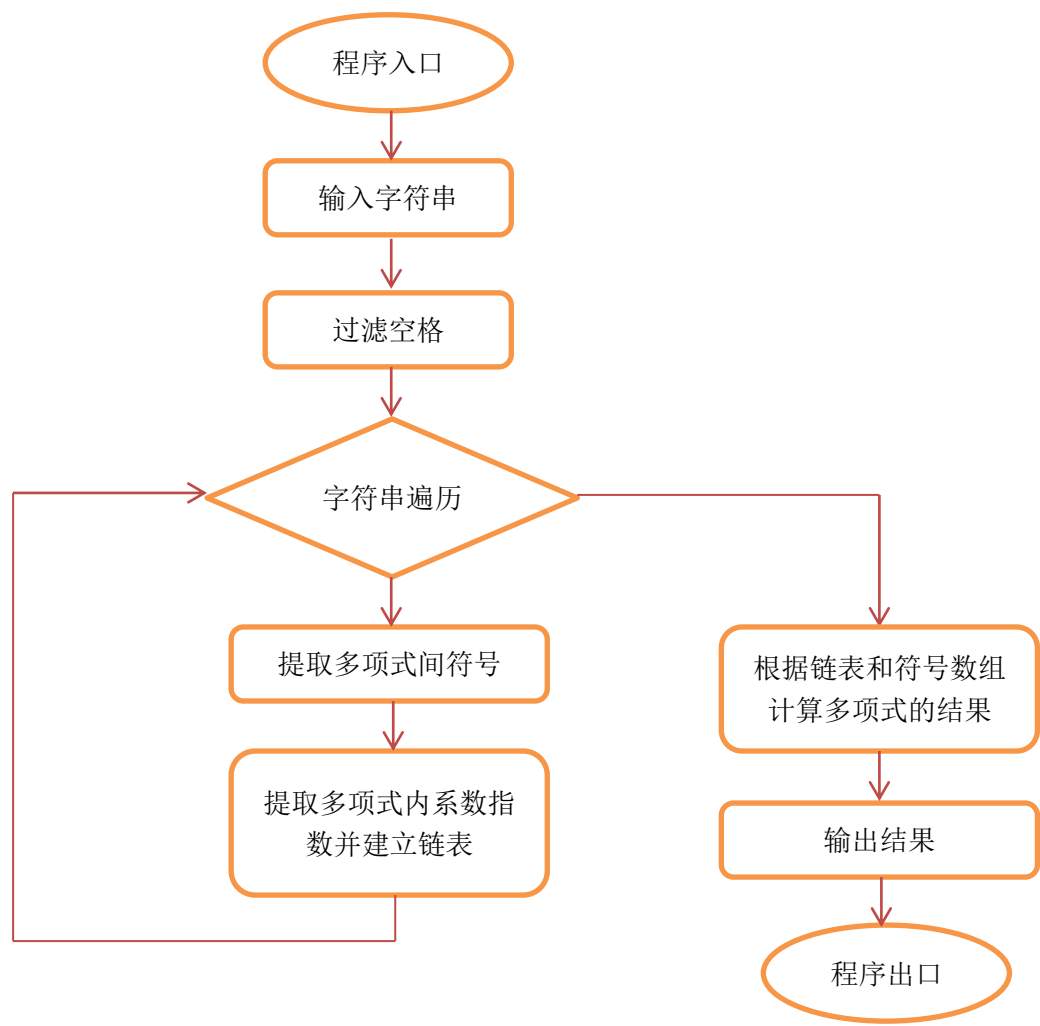 程序入口
输入字符串
过滤空格
字符串遍历
提取多项式间符号
提取多项式内系数指
数并建立链表
根据链表和符号数组
计算多项式的结果
输出结果
程序出口